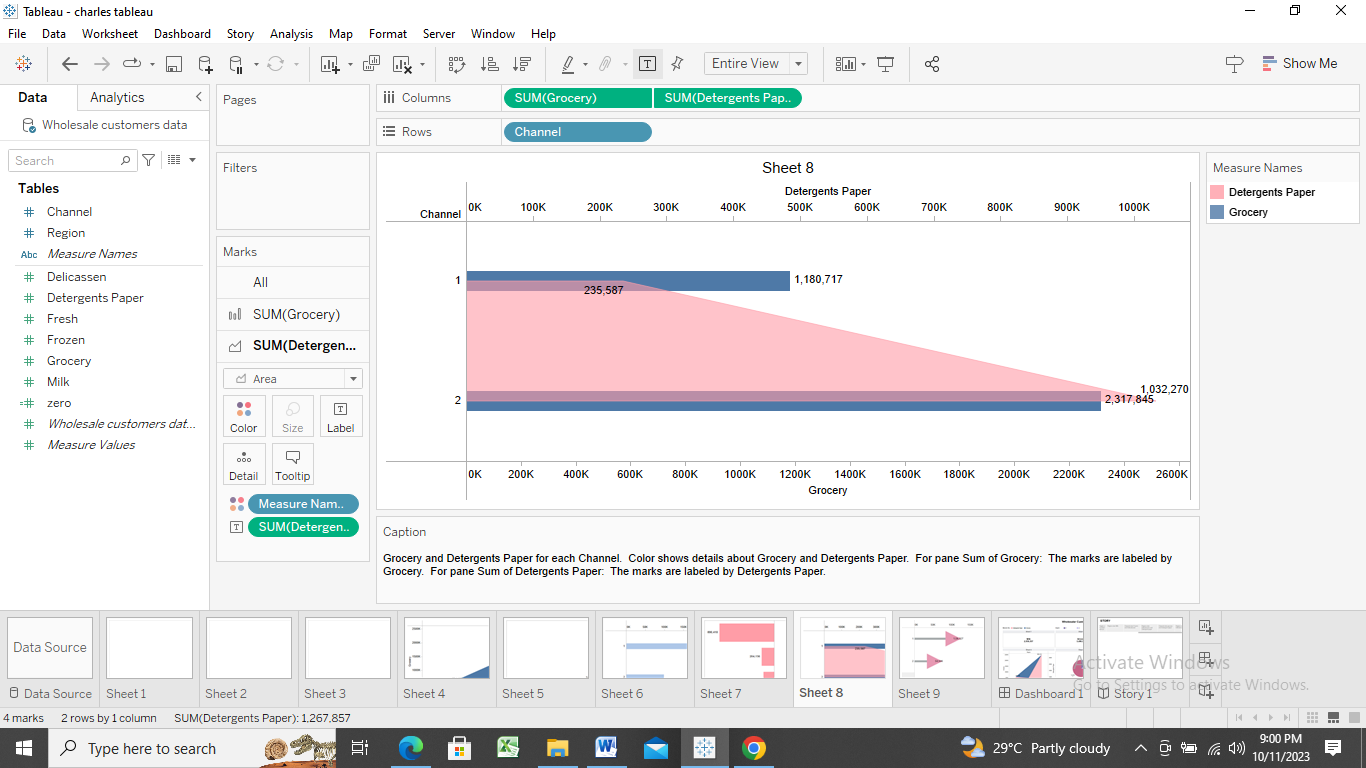 Tableau - charles tableau
File Data Worksheet Dashboard Story Analysis Map Format Server Window Help
Entire View
Show Me
Data Analytics
Wholesale customers data
Search
Tables
Channel
Region
Abc Measure Names
Delicassen
Detergents Paper
Fresh
Frozen
Grocery
Milk
zero
Wholesale customers dat...
Measure Values
Pages
Filters
Marks
All
SUM(Grocery)
SUM(Detergen...
Area
Color Size Label
Detail Tooltip
Measure Nam..
SUM(Detergen..
Columns SUM(Grocery) SUM(Detergents Pap..
Rows Channel
Sheet 8
Detergents Paper
Channel 0K 100K 200K 300K 400K 500K 600K 700K 800K 900K 1000K
1 1,180,717
235,587
1,032,270
2 2,317,845
0K 200K 400K 600K 800K 1000K 1200K 1400K 1600K 1800K 2000K 2200K 2400K 2600K
Grocery
Measure Names
Detergents Paper
Grocery
Caption
Grocery and Detergents Paper for each Channel. Color shows details about Grocery and Detergents Paper. For pane Sum of Grocery: The marks are labeled by
Grocery. For pane Sum of Detergents Paper: The marks are labeled by Detergents Paper.
Data Source
Data Source Sheet 1 Sheet 2 Sheet 3 Sheet 4 Sheet 5 Sheet 6 Sheet 7 Sheet 8 Sheet 9 Dashboard 1 Story 1
Activate Windows
Go to Settings to activate Windows.
4 marks 2 rows by 1 column SUM(Detergents Paper): 1,267,857
Type here to search
29°C Partly cloudy
9:00 PM
10/11/2023